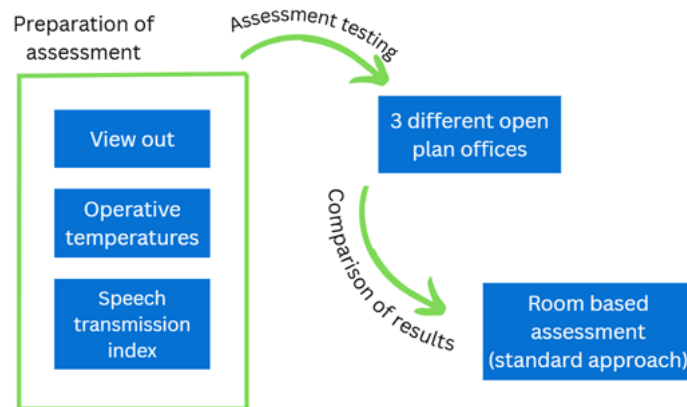 Preparation of
assessment
Assessment testing
View out
Operative
temperatures
Speech
transmission
index
3 different open
plan offices
Comparison of results
Room based
assessment
(standard approach)